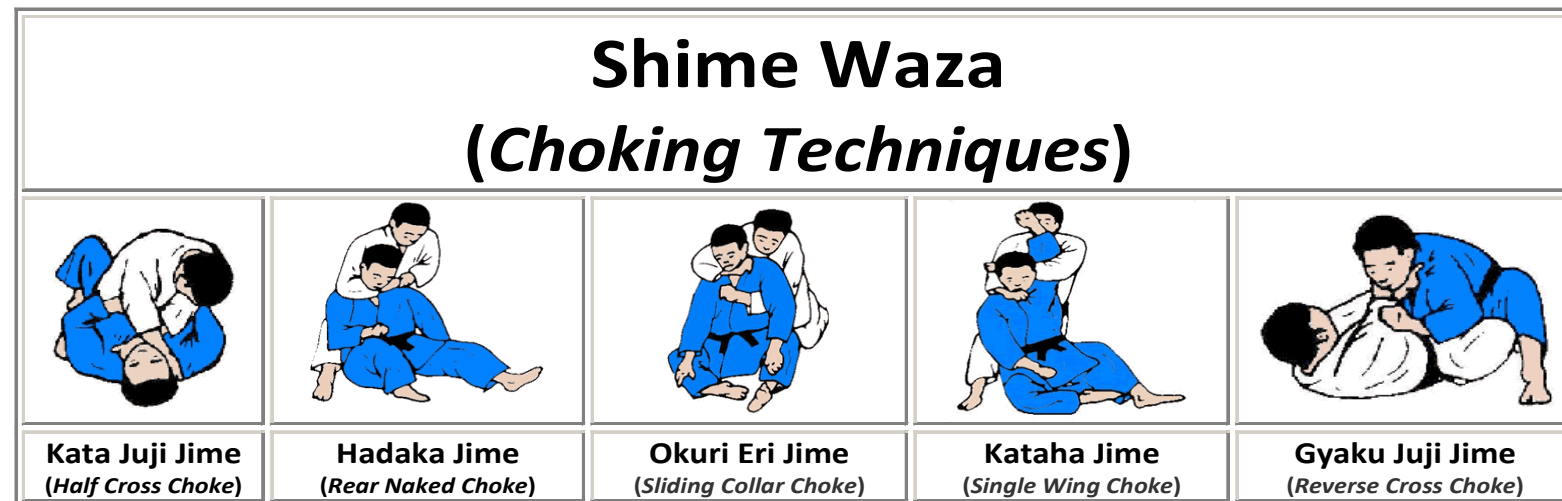 Shime Waza
(Choking Techniques)
Kata Juji Jime
(Half Cross Choke)
Hadaka Jime
(Rear Naked Choke)
Okuri Eri Jime
(Sliding Collar Choke)
Kataha Jime
(Single Wing Choke)
Gyaku Juji Jime
(Reverse Cross Choke)